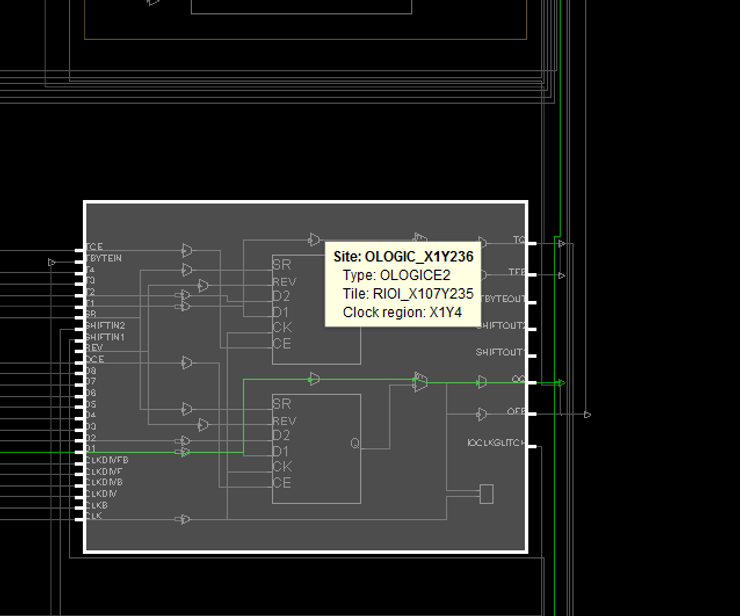 TCE
TBYTEIN
T4
T3
T2
T1
SR
SHIFTIN2
SHIFTIN1
REV
OCE
D8
D7
D6
D5
D4
D3
D2
D1
CLKDIVFB
CLKDIVF
CLKDIVB
CLKDIV
CLKB
CLK
SR
REV
D2
D1
CK
CE
Site: OLOGIC_X1Y236
Type: OLOGICE2
Tile: RIOI_X107Y235
Clock region: X1Y4
SR
REV
D2
D1
CK
CE
Q
TQ
TFB
TBYTEOUT
SHIFTOUT2
SHIFTOUT1
OQ
OFB
IOCLKGLITCH